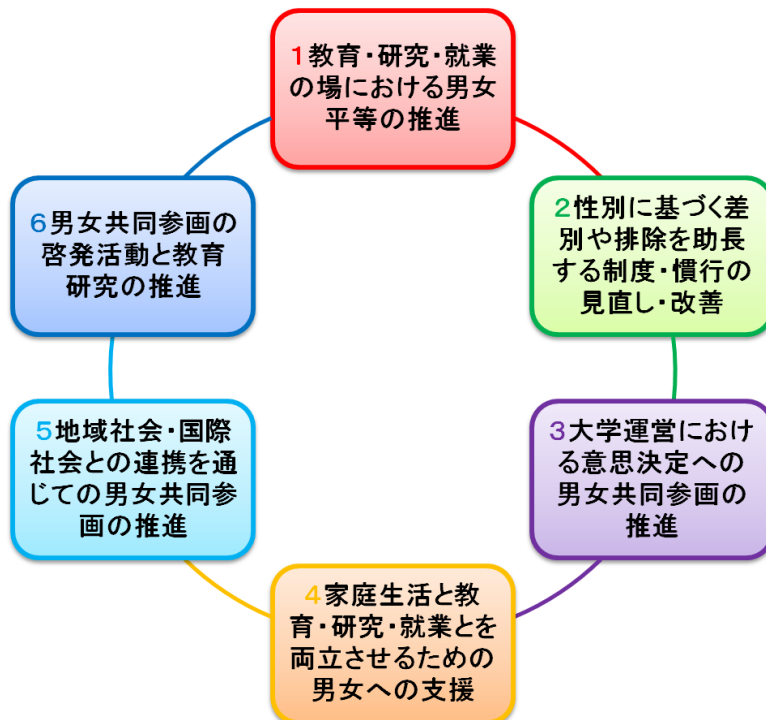 1教育・研究・就業
の場における男女
平等の推進
2性別に基づく差
別や排除を助長
する制度・慣行の
見直し・改善
3大学運営におけ
る意思決定への
男女共同参画の
推進
4家庭生活と教
育・研究・就業とを
両立させるための
男女への支援
5地域社会・国際
社会との連携を通
じての男女共同参
画の推進
6男女共同参画の
啓発活動と教育
研究の推進